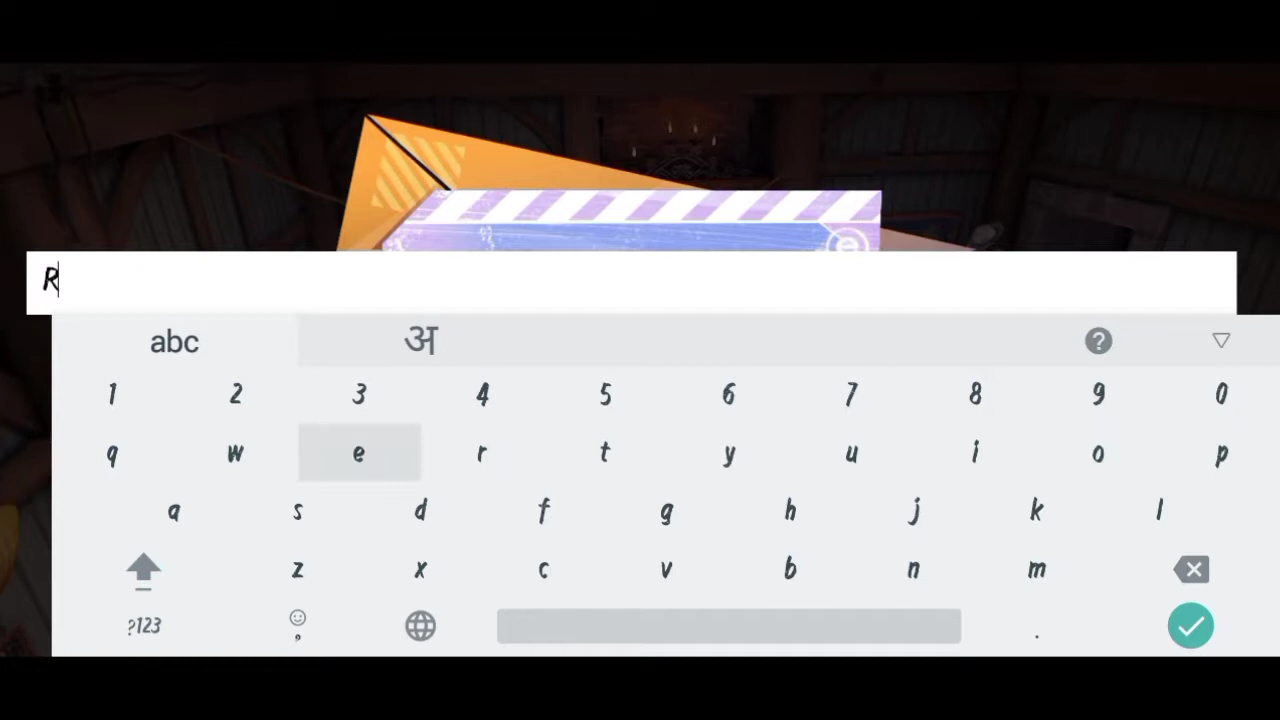 R
abc अ ?
1 2 3 4 5 6 7 8 9 0
q w e r t y u i o p
a s d f g h j k l
z x c v b n m
?123 , .